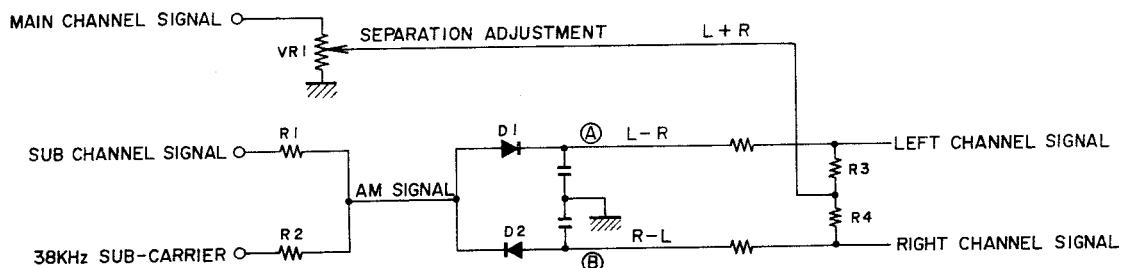 MAIN CHANNEL SIGNAL
VR1
SEPARATION ADJUSTMENT
L+R
R1
D1
A
L-R
SUB CHANNEL SIGNAL
LEFT CHANNEL SIGNAL
R3
AM SIGNAL
R4
R2
D2
R-L
38KHz SUB-CARRIER
B
RIGHT CHANNEL SIGNAL